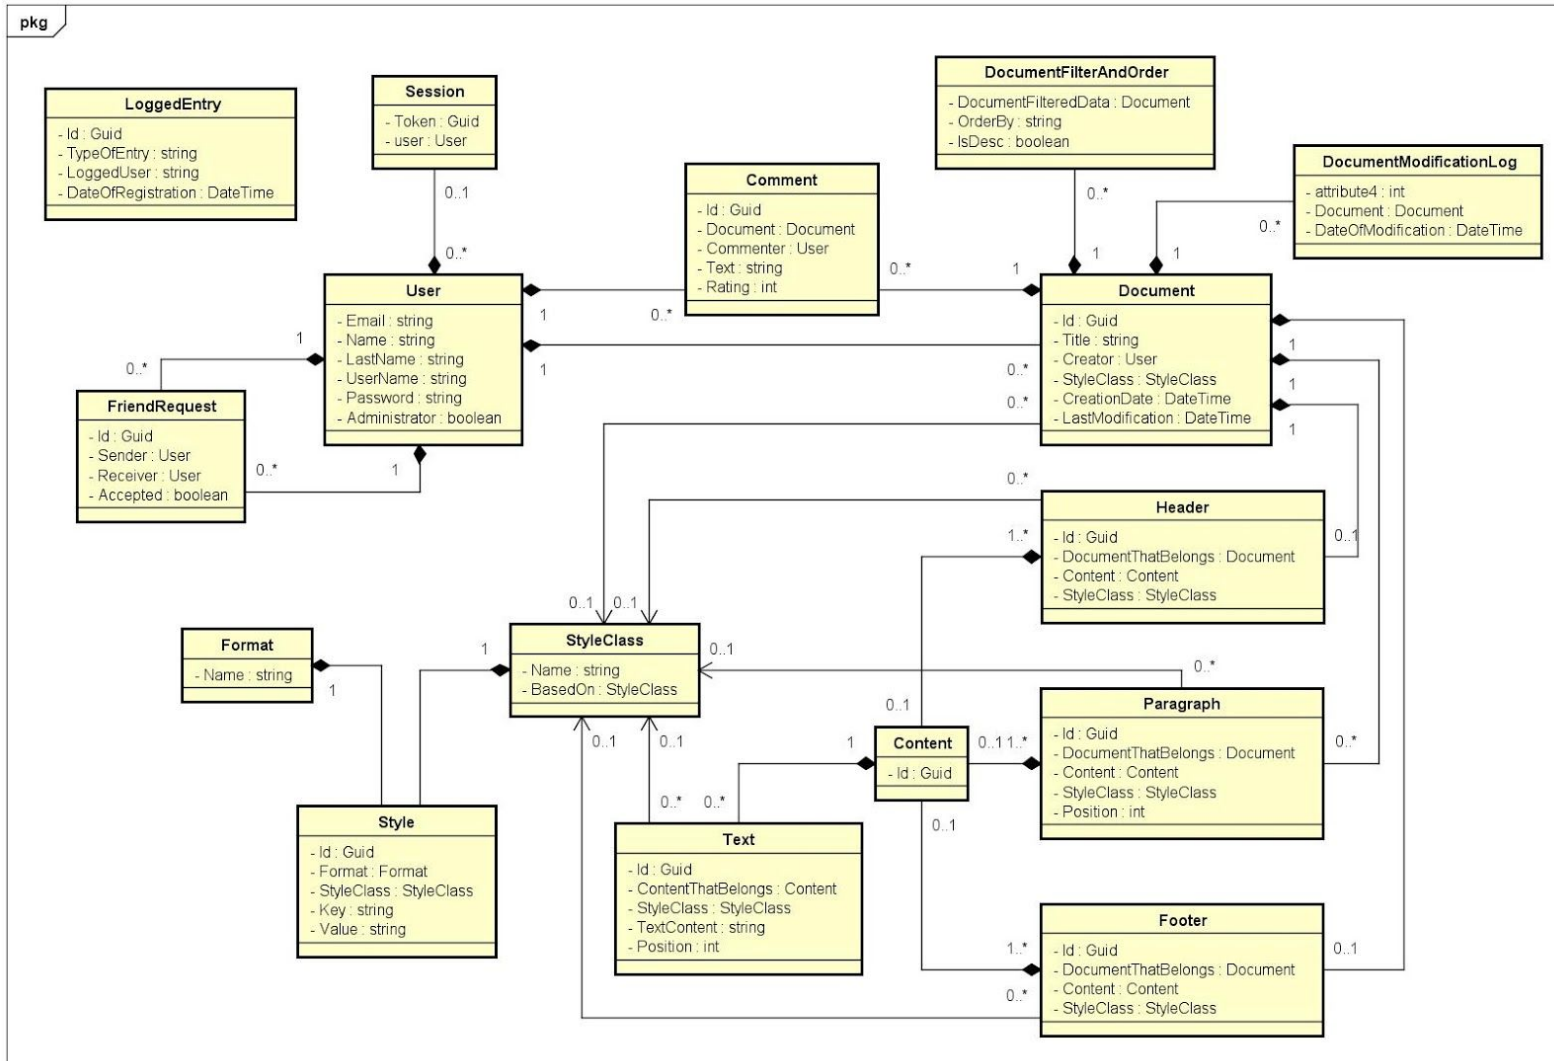 pkg
LoggedEntry
- Id : Guid
- TypeOfEntry : string
- LoggedUser : string
- DateOfRegistration : DateTime
Session
- Token : Guid
- user : User
0..1
0..*
DocumentFilterAndOrder
- DocumentFilteredData : Document
- OrderBy : string
- IsDesc : boolean
0..*
1
DocumentModificationLog
- attribute4 : int
- Document : Document
- DateOfModification : DateTime
0..*
1
Comment
- Id : Guid
- Document : Document
- Commenter : User
- Text : string
- Rating : int
0..*
1
1
0..*
User
- Email : string
- Name : string
- LastName : string
- UserName : string
- Password : string
- Administrator : boolean
1
0..*
1
0..*
1
0..*
0..*
Document
- Id : Guid
- Title : string
- Creator : User
- StyleClass : StyleClass
- CreationDate : DateTime
- LastModification : DateTime
1
1
1
FriendRequest
- Id : Guid
- Sender : User
- Receiver : User
- Accepted : boolean
0..*
1..*
Header
- Id : Guid
- DocumentThatBelongs : Document
- Content : Content
- StyleClass : StyleClass
0..1
0..1
0..1
Format
- Name : string
1
1
StyleClass
- Name : string
- BasedOn : StyleClass
0..1
0..*
0..1
0..1
0..1
Content
- Id : Guid
1
0..1
1..*
0..1
Paragraph
- Id : Guid
- DocumentThatBelongs : Document
- Content : Content
- StyleClass : StyleClass
- Position : int
0..*
Style
- Id : Guid
- Format : Format
- StyleClass : StyleClass
- Key : string
- Value : string
0..*
0..*
Text
- Id : Guid
- ContentThatBelongs : Content
- StyleClass : StyleClass
- TextContent : string
- Position : int
1..*
0..*
Footer
- Id : Guid
- DocumentThatBelongs : Document
- Content : Content
- StyleClass : StyleClass
0..1